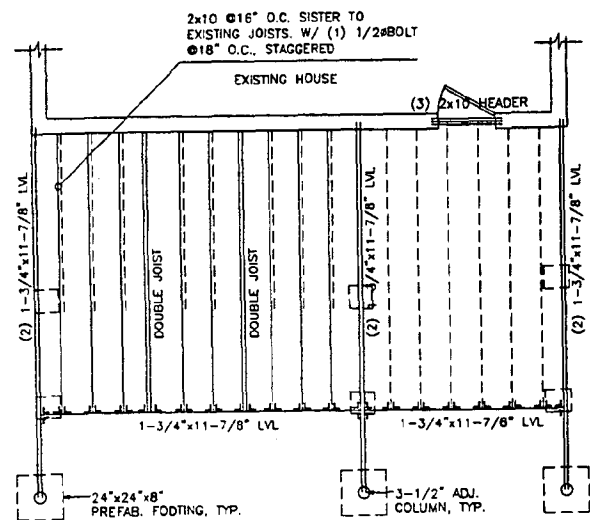 2x10 @16" O.C. SISTER TO
EXISTING JOISTS. W/ (1) 1/2øBOLT
@18" O.C., STAGGERED
EXISTING HOUSE
(3) 2x10 HEADER
(2) 1-3/4"x11-7/8" LVL
DOUBLE JOIST
DOUBLE JOIST
(2) 3/4"x11-7/8" LVL
(2) 1-3/4"x11-7/8" LVL
1-3/4"x11-7/8" LVL
1-3/4"x11-7/8" LVL
24"x24"x8"
PREFAB. FOOTING, TYP.
3-1/2" ADJ.
COLUMN, TYP.